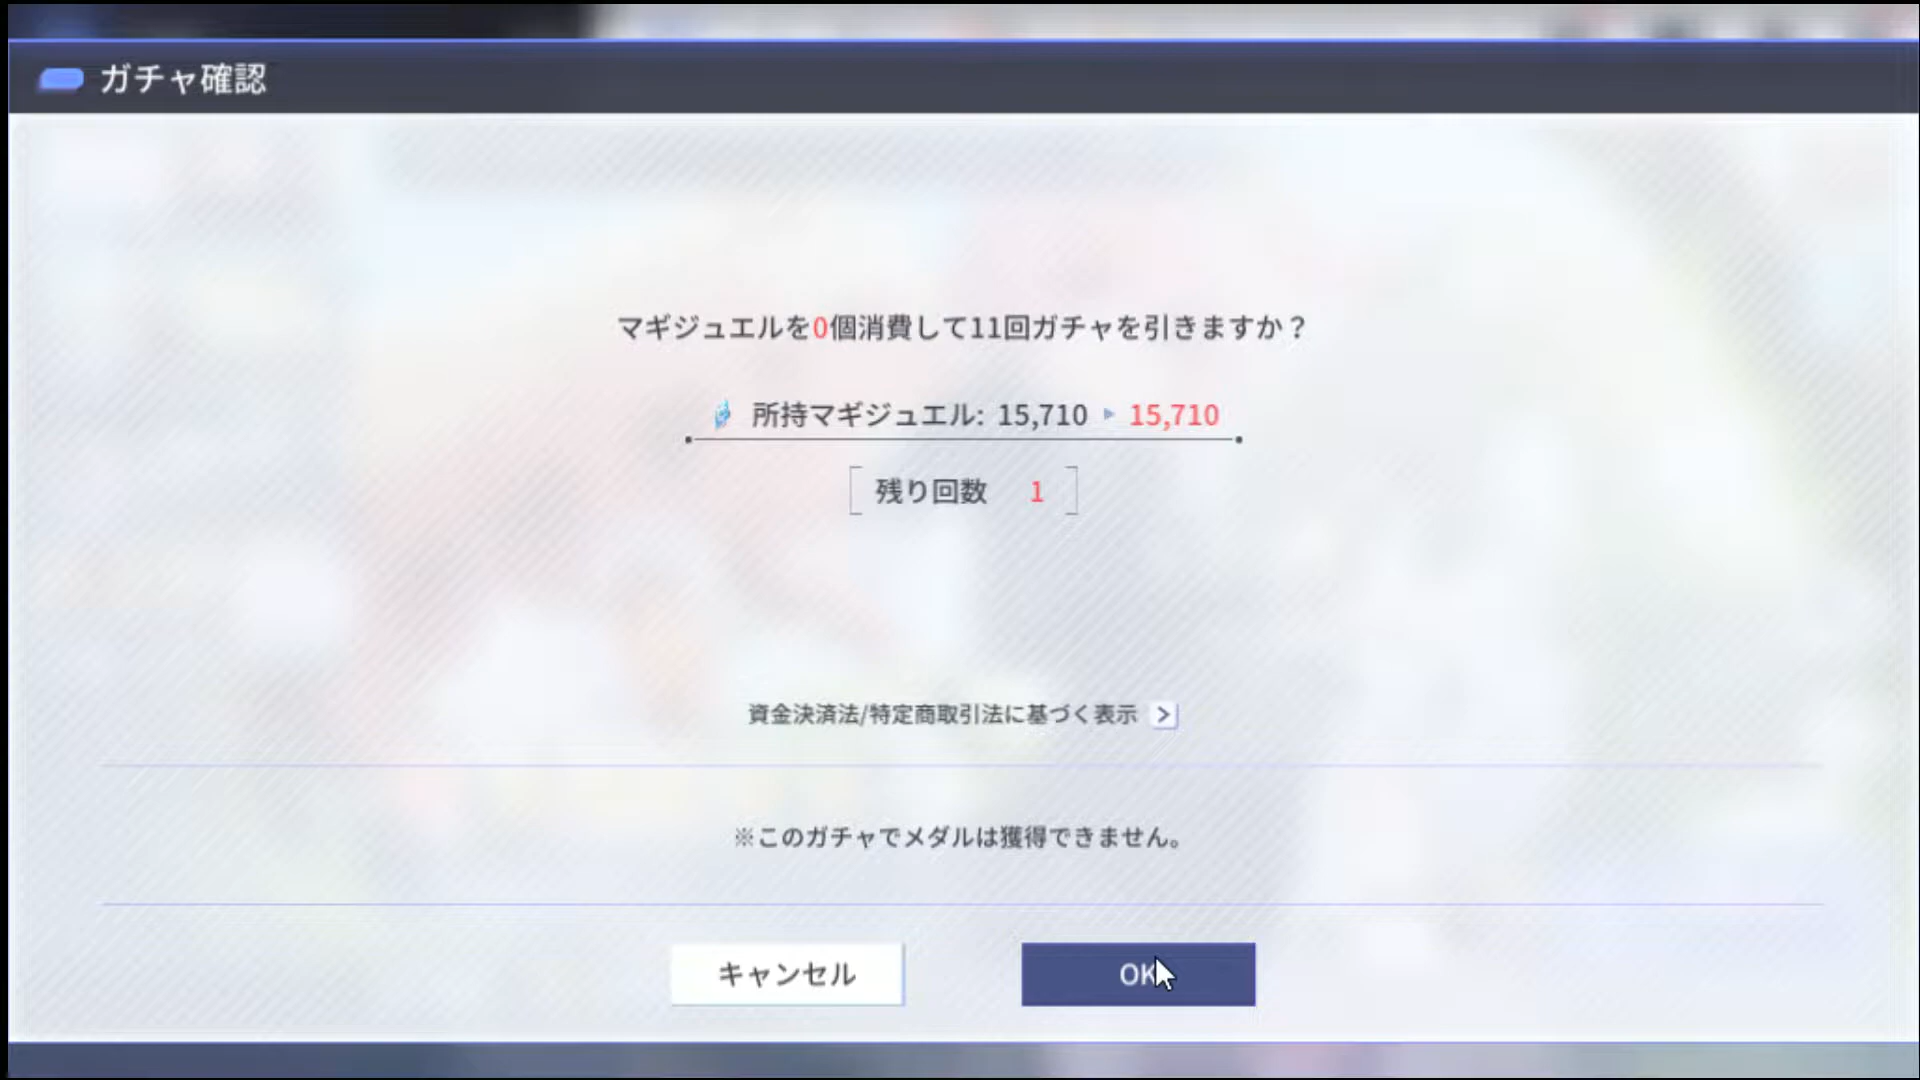 ガチャ確認
マギジュエルを0個消費して11回ガチャを引きますか？
所持マギジュエル: 15,710 ▶ 15,710
残り回数 1
資金決済法/特定商取引法に基づく表示 >
※このガチャでメダルは獲得できません。
キャンセル
OK